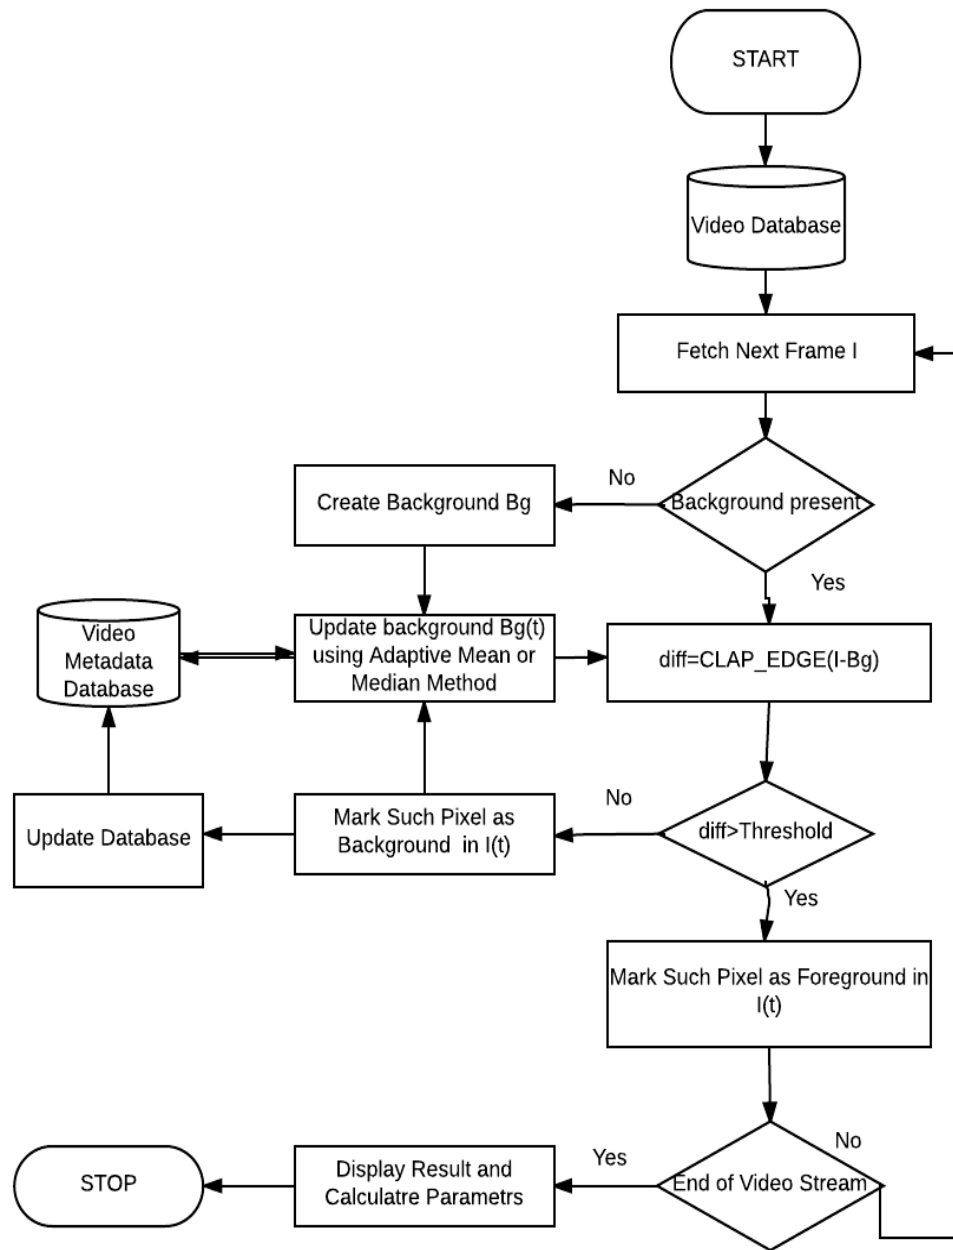 START
Video Database
Fetch Next Frame I
No
Create Background Bg
Background present
Yes
Video
Metadata
Database
Update background Bg(t)
using Adaptive Mean or
Median Method
diff=CLAP_EDGE(I-Bg)
No
Update Database
Mark Such Pixel as
Background in I(t)
diff>Threshold
Yes
Mark Such Pixel as Foreground in
I(t)
No
Yes
STOP
Display Result and
Calculatre Parametrs
End of Video Stream